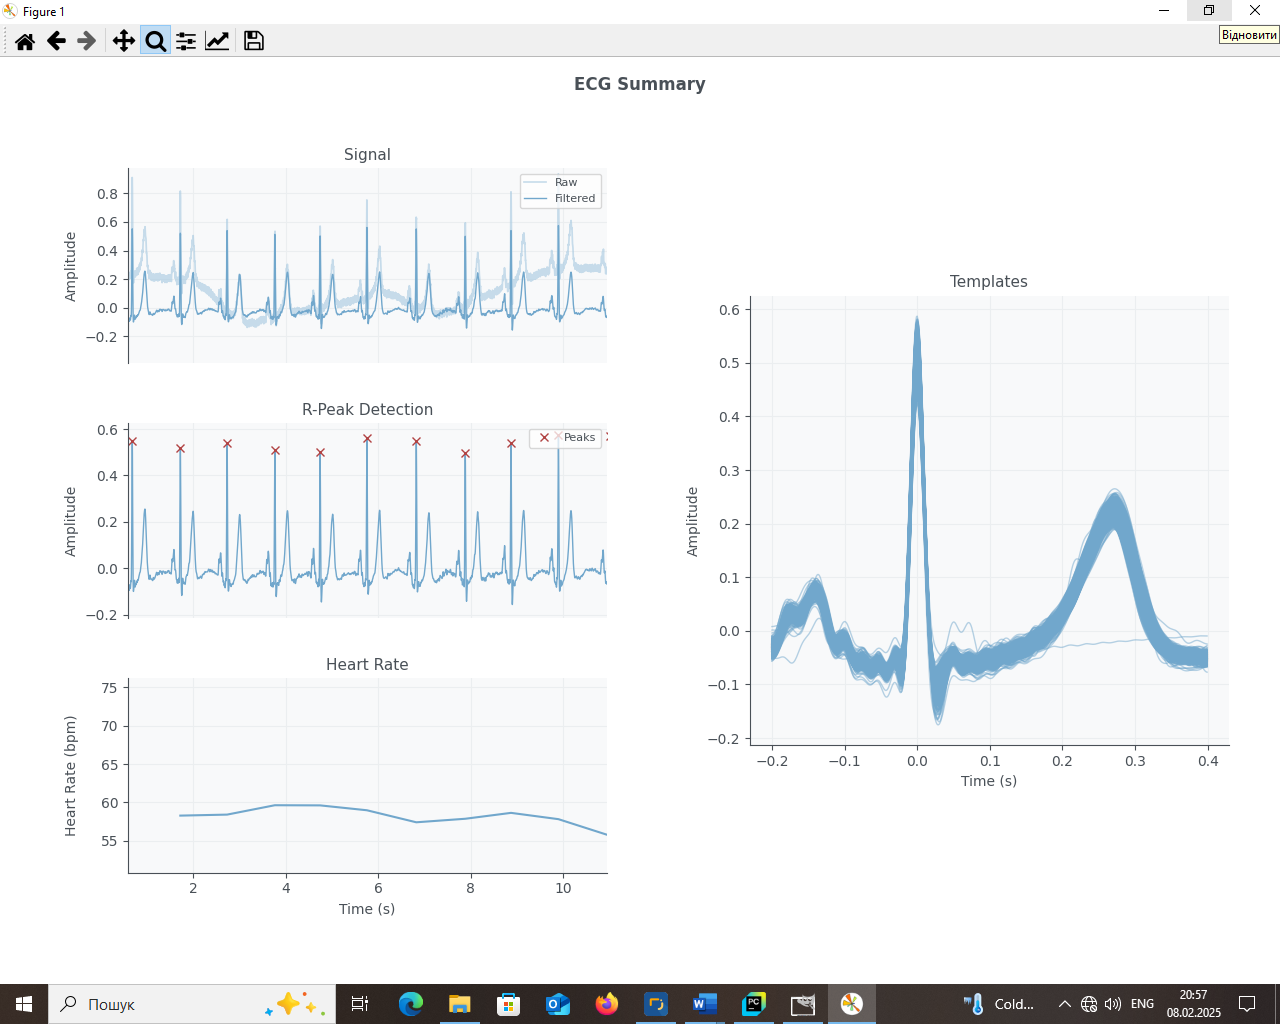 Figure 1
Відновити
ECG Summary
Signal
Raw
Filtered
Amplitude
0.8
0.6
0.4
0.2
0.0
−0.2
R-Peak Detection
Peaks
Amplitude
0.6
0.4
0.2
0.0
−0.2
Heart Rate
Heart Rate (bpm)
75
70
65
60
55
2 4 6 8 10
Time (s)
Templates
Amplitude
0.6
0.5
0.4
0.3
0.2
0.1
0.0
−0.1
−0.2
−0.2 −0.1 0.0 0.1 0.2 0.3 0.4
Time (s)
Пошук
Cold...
ENG
20:57
08.02.2025